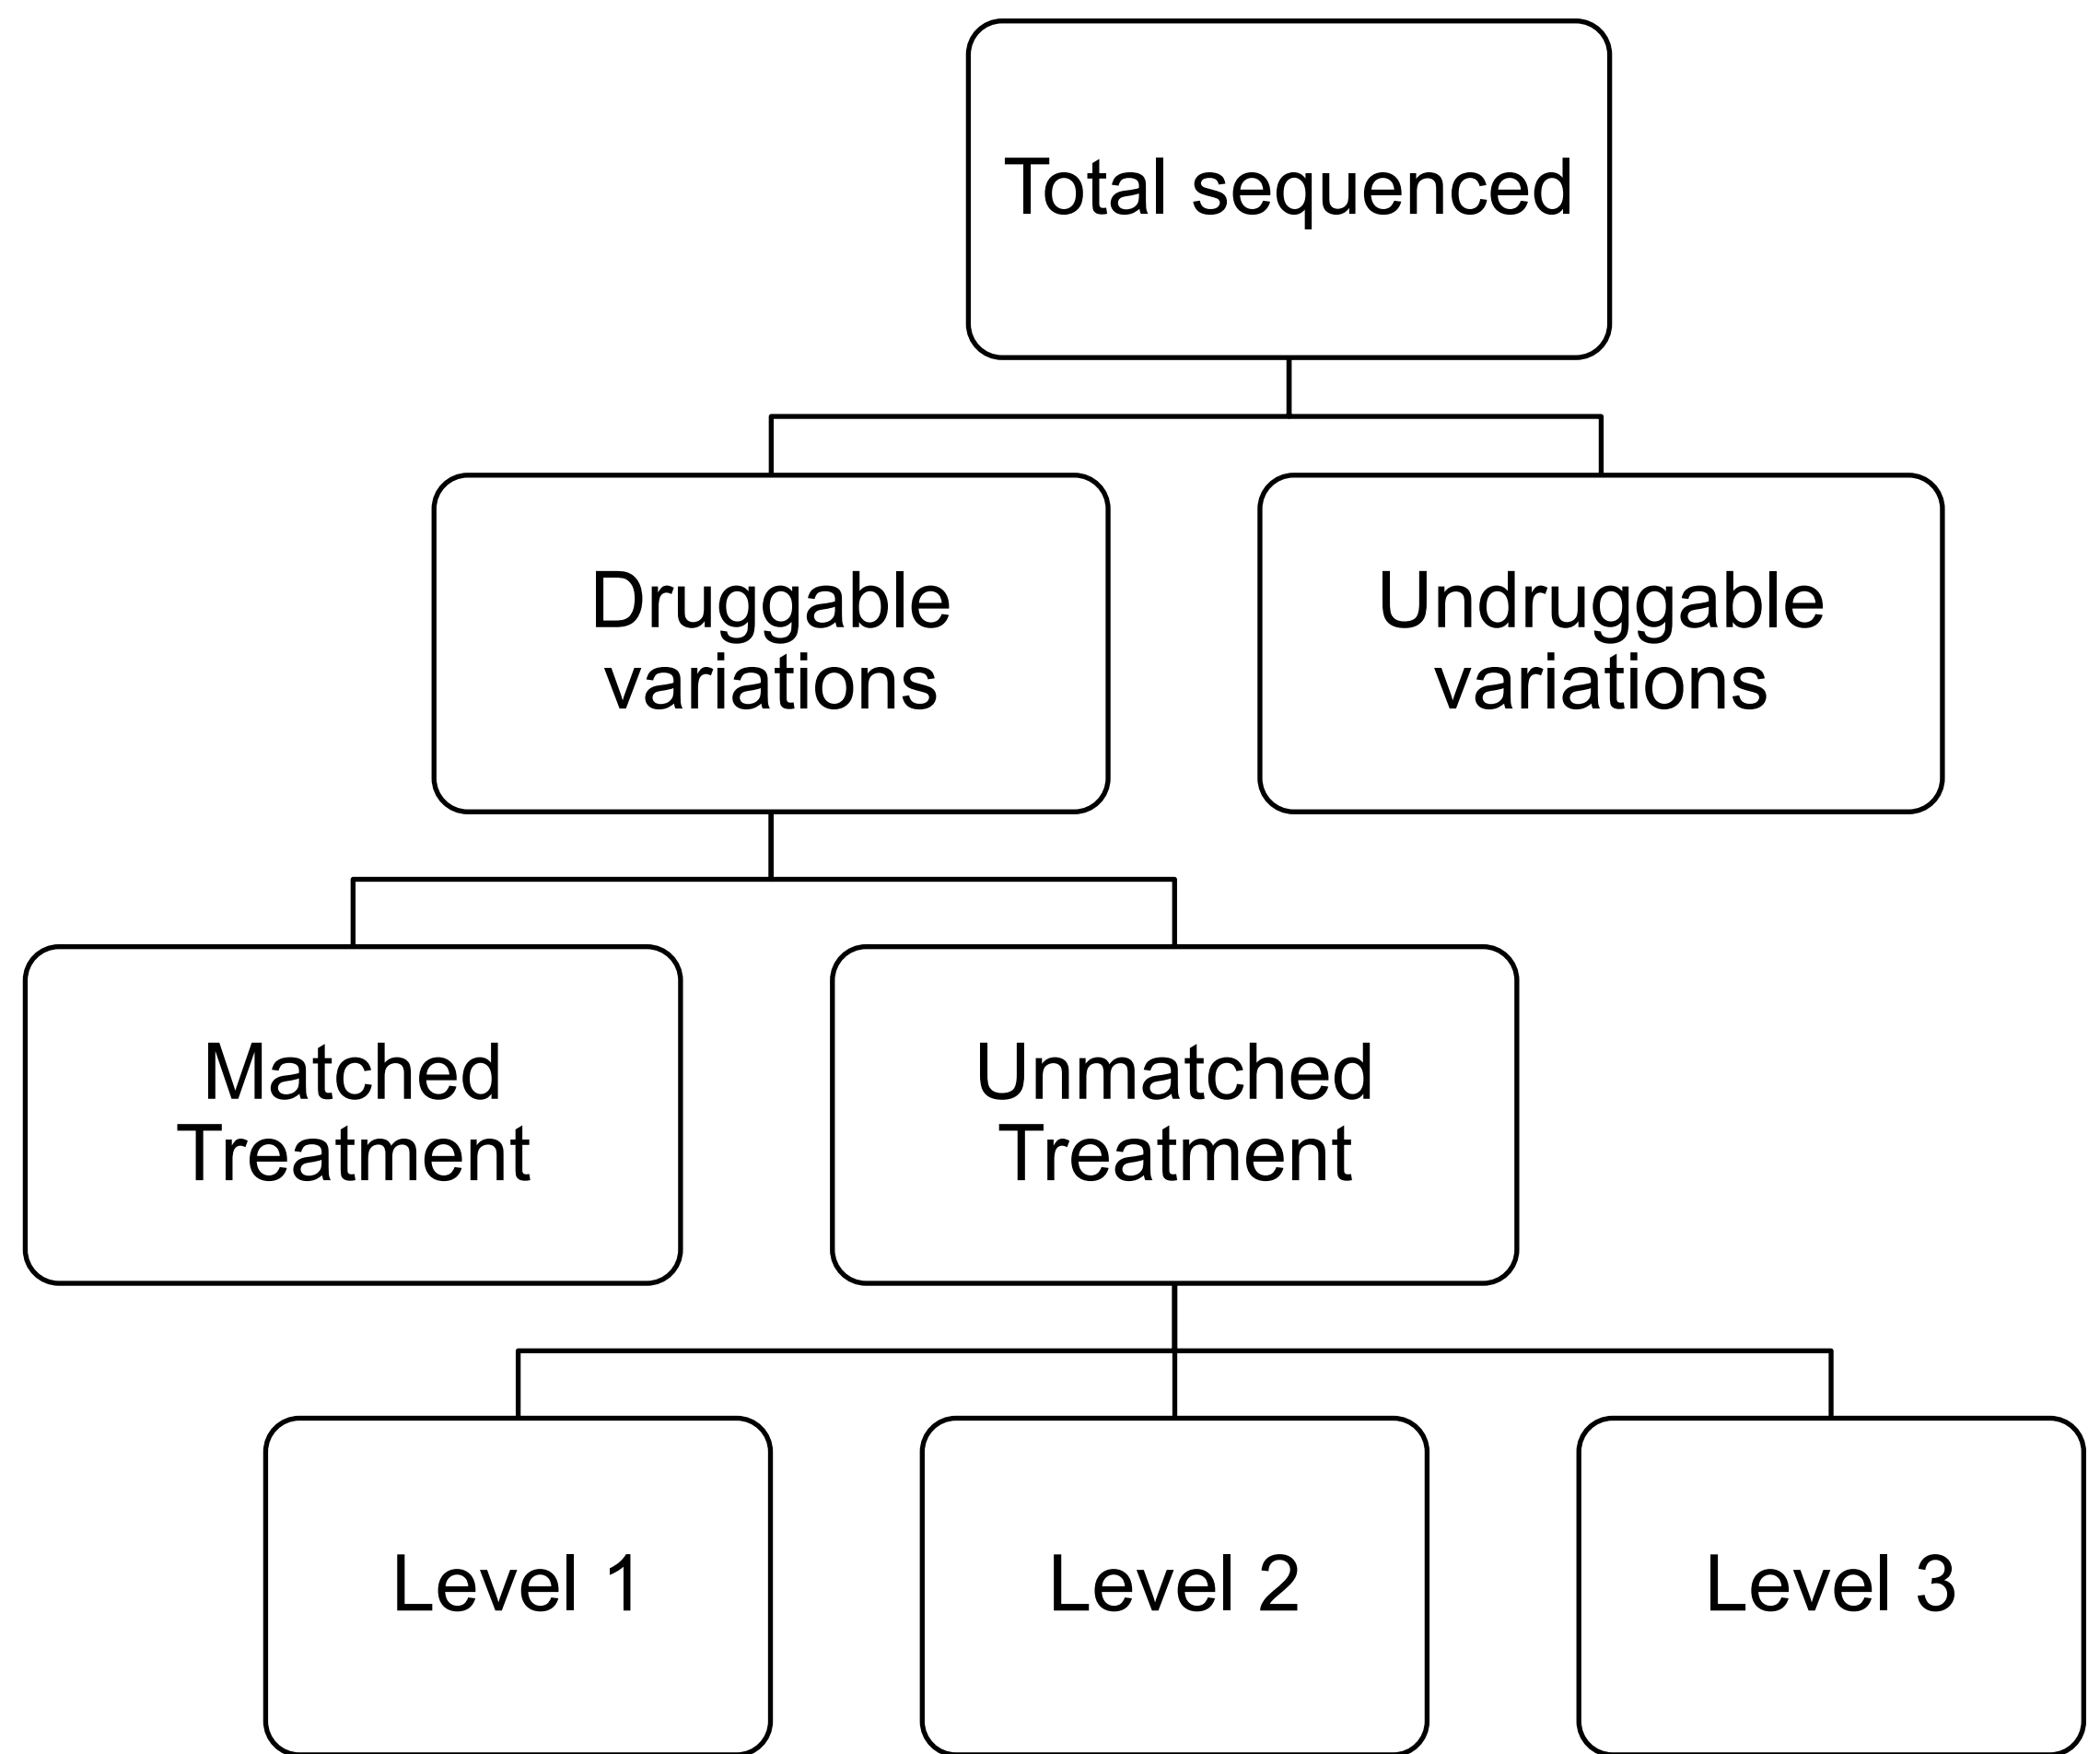 Total sequenced
Druggable
variations
Undruggable
variations
Matched
Treatment
Unmatched
Treatment
Level 1
Level 2
Level 3